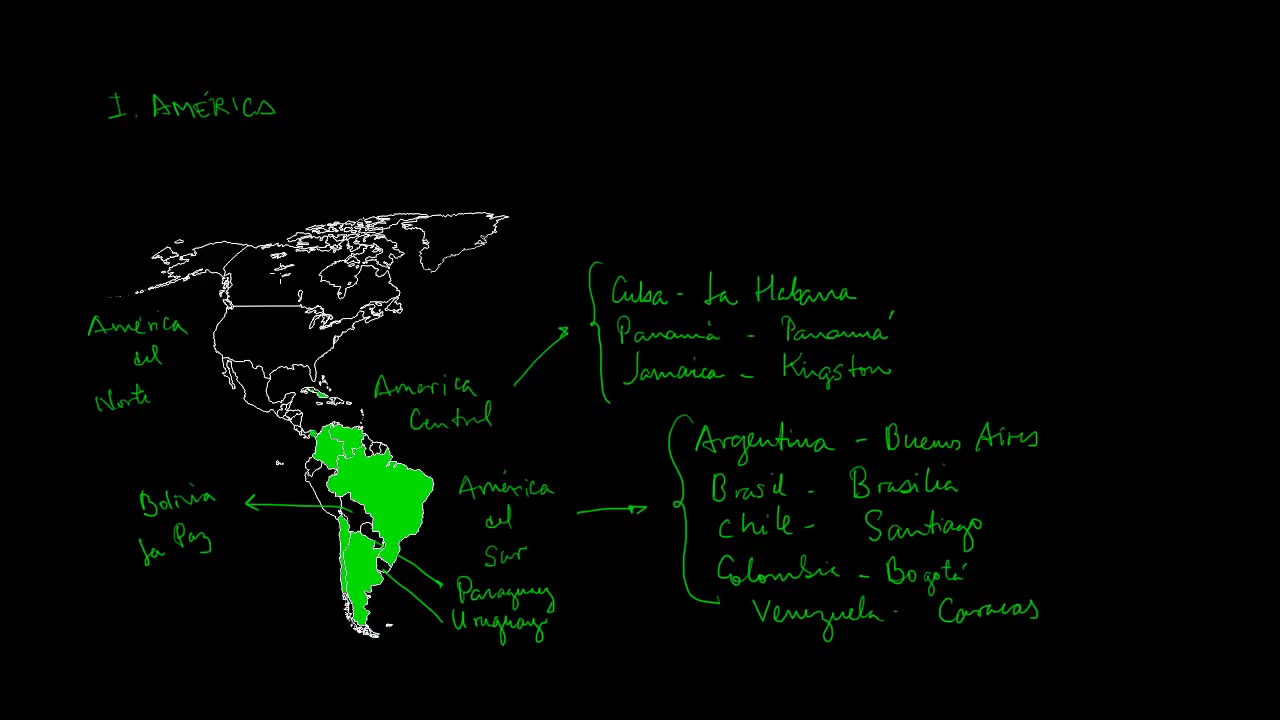 I. AMÉRICA
América
del
Norte
America
Central
Cuba - La Habana
Panamá - Panamá
Jamaica - Kingston
Bolivia
La Paz
América
del
Sur
Paraguay
Uruguay
Argentina - Buenos Aires
Brasil - Brasilia
Chile - Santiago
Colombia - Bogotá
Venezuela - Caracas